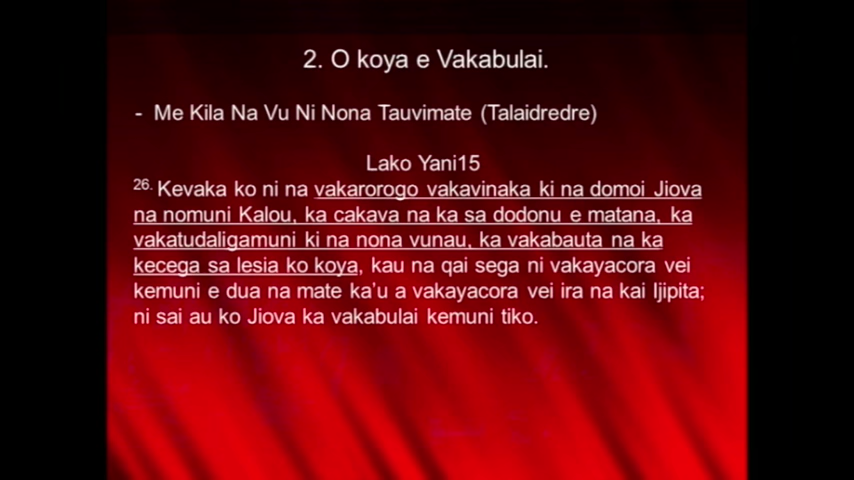 2. O koya e Vakabulai.
- Me Kila Na Vu Ni Nona Tauvimate (Talaidredre)
Lako Yani15
26. Kevaka ko ni na vakarorogo vakavinaka ki na domoi Jiova
na nomuni Kalou, ka cakava na ka sa dodonu e matana, ka
vakatudaligamuni ki na nona vunau, ka vakabauta na ka
kecega sa lesia ko koya, kau na qai sega ni vakayacora vei
kemuni e dua na mate ka’u a vakayacora vei ira na kai Ijipita;
ni sai au ko Jiova ka vakabulai kemuni tiko.